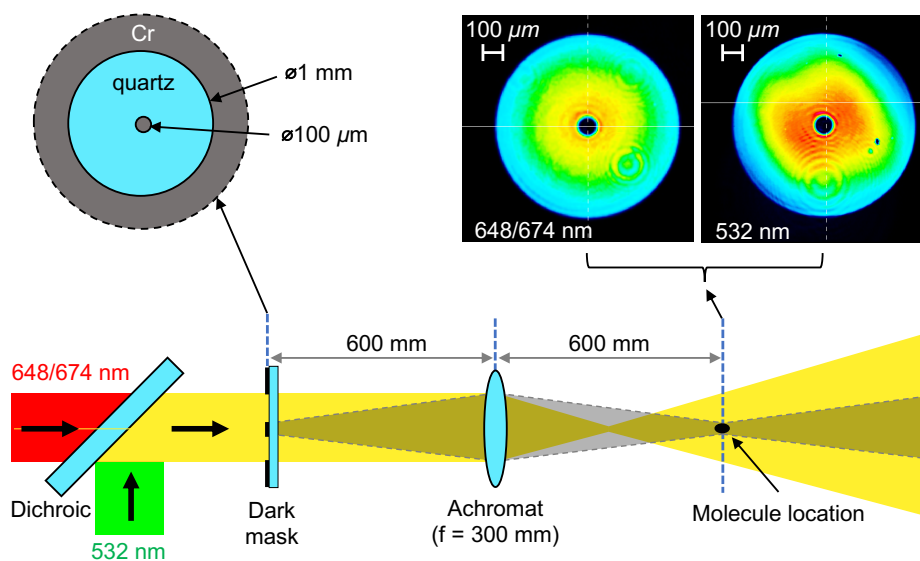 Cr
quartz
ø1 mm
ø100 µm
100 µm
100 µm
648/674 nm
532 nm
600 mm
600 mm
648/674 nm
Dichroic
532 nm
Dark
mask
Achromat
(f = 300 mm)
Molecule location